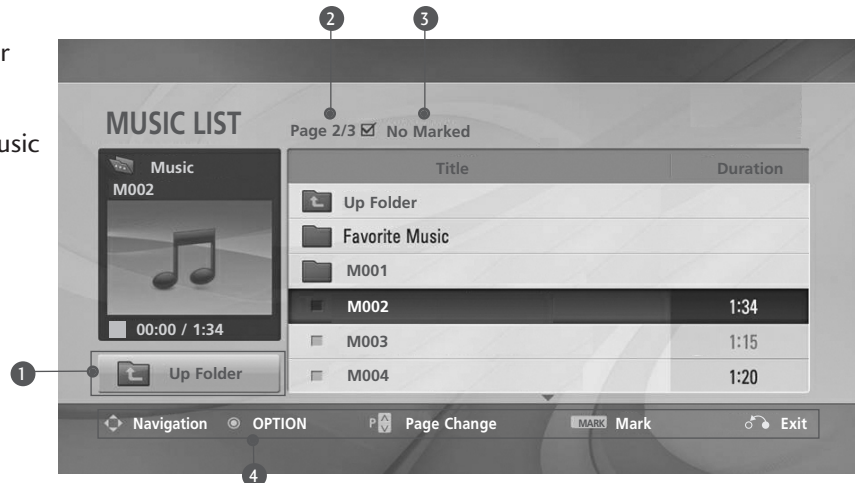 2 3
r
usic
MUSIC LIST
Page 2/3 No Marked
Music
M002
00:00 / 1:34
1 Up Folder
Title Duration
Up Folder
Favorite Music
M001
M002 1:34
M003 1:15
M004 1:20
Navigation OPTION P Page Change MARK Mark Exit
4